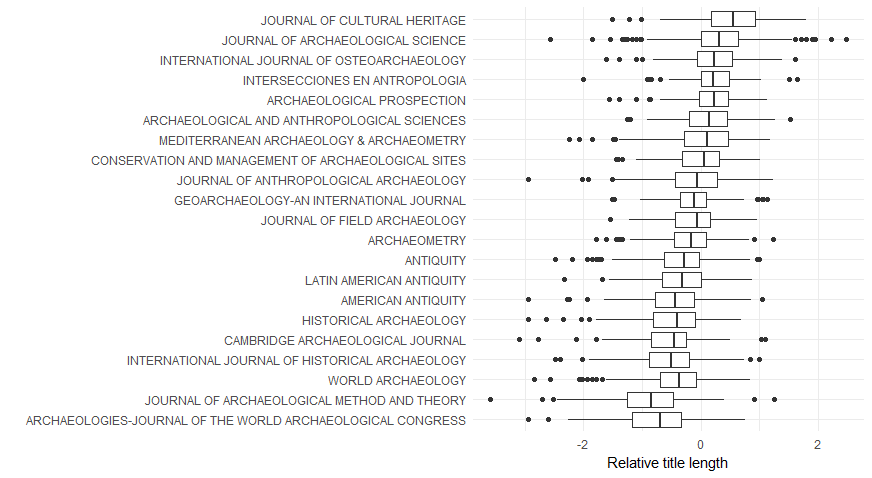 JOURNAL OF CULTURAL HERITAGE
JOURNAL OF ARCHAEOLOGICAL SCIENCE
INTERNATIONAL JOURNAL OF OSTEOARCHAEOLOGY
INTERSECCIONES EN ANTROPOLOGIA
ARCHAEOLOGICAL PROSPECTION
ARCHAEOLOGICAL AND ANTHROPOLOGICAL SCIENCES
MEDITERRANEAN ARCHAEOLOGY & ARCHAEOMETRY
CONSERVATION AND MANAGEMENT OF ARCHAEOLOGICAL SITES
JOURNAL OF ANTHROPOLOGICAL ARCHAEOLOGY
GEOARCHAEOLOGY-AN INTERNATIONAL JOURNAL
JOURNAL OF FIELD ARCHAEOLOGY
ARCHAEOMETRY
ANTIQUITY
LATIN AMERICAN ANTIQUITY
AMERICAN ANTIQUITY
HISTORICAL ARCHAEOLOGY
CAMBRIDGE ARCHAEOLOGICAL JOURNAL
INTERNATIONAL JOURNAL OF HISTORICAL ARCHAEOLOGY
WORLD ARCHAEOLOGY
JOURNAL OF ARCHAEOLOGICAL METHOD AND THEORY
ARCHAEOLOGIES-JOURNAL OF THE WORLD ARCHAEOLOGICAL CONGRESS
-2 0 2
Relative title length